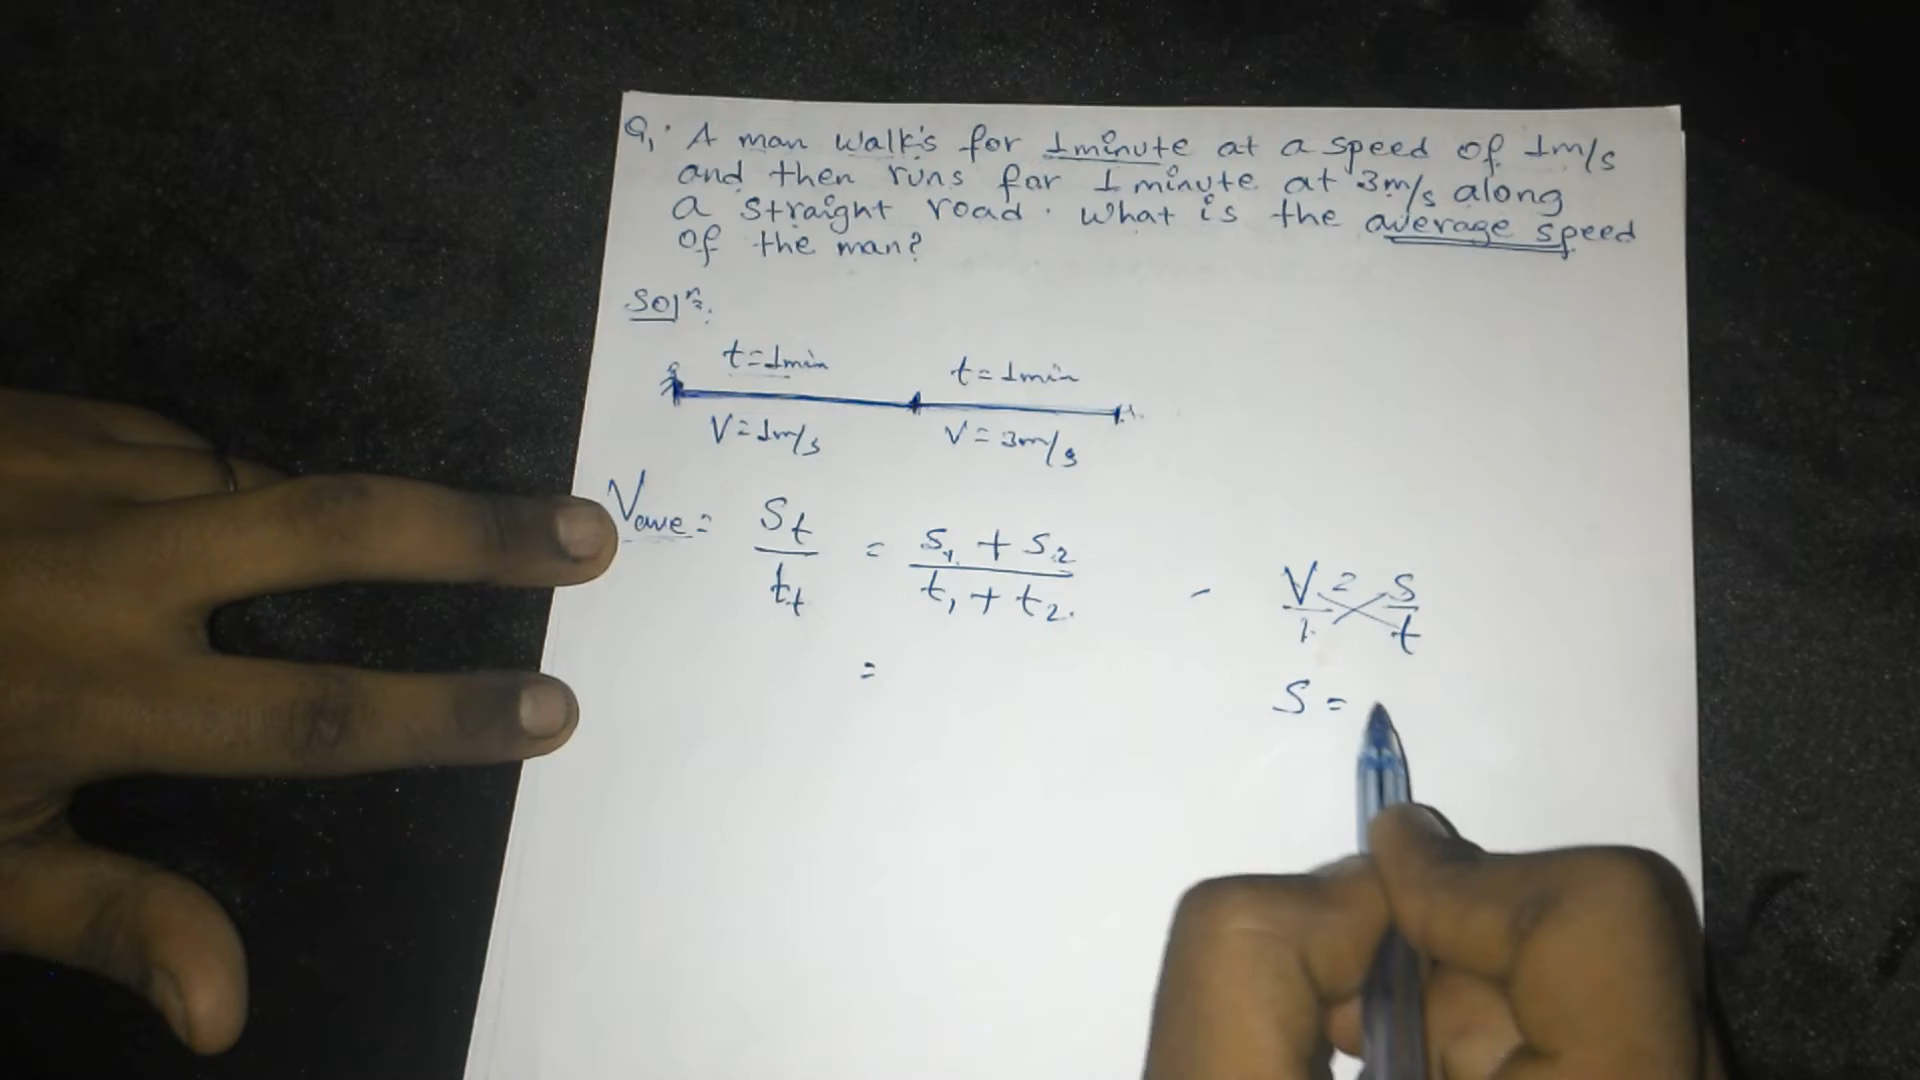 Q1. A man walk's for 1minute at a speed of 1m/s
and then runs for 1 minute at 3m/s along
a straight road. What is the average speed
of the man?
Solⁿ:
t=1min t=1min
V=1m/s V=3m/s
Vave= St/tt = S1+S2/t1+t2.
V/1 = S/t
=
S=